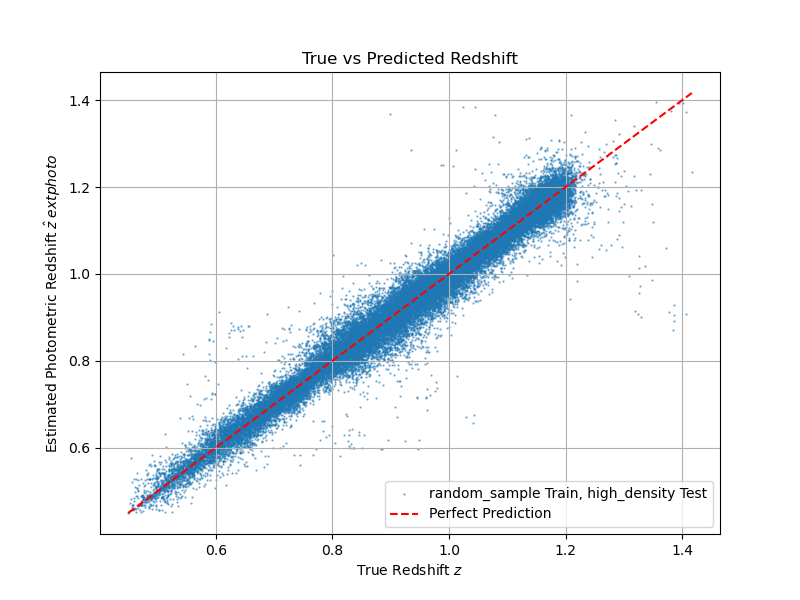 True vs Predicted Redshift
Estimated Photometric Redshift ẑ extphoto
1.4
1.2
1.0
0.8
0.6
0.6 0.8 1.0 1.2 1.4
True Redshift z
random_sample Train, high_density Test
Perfect Prediction